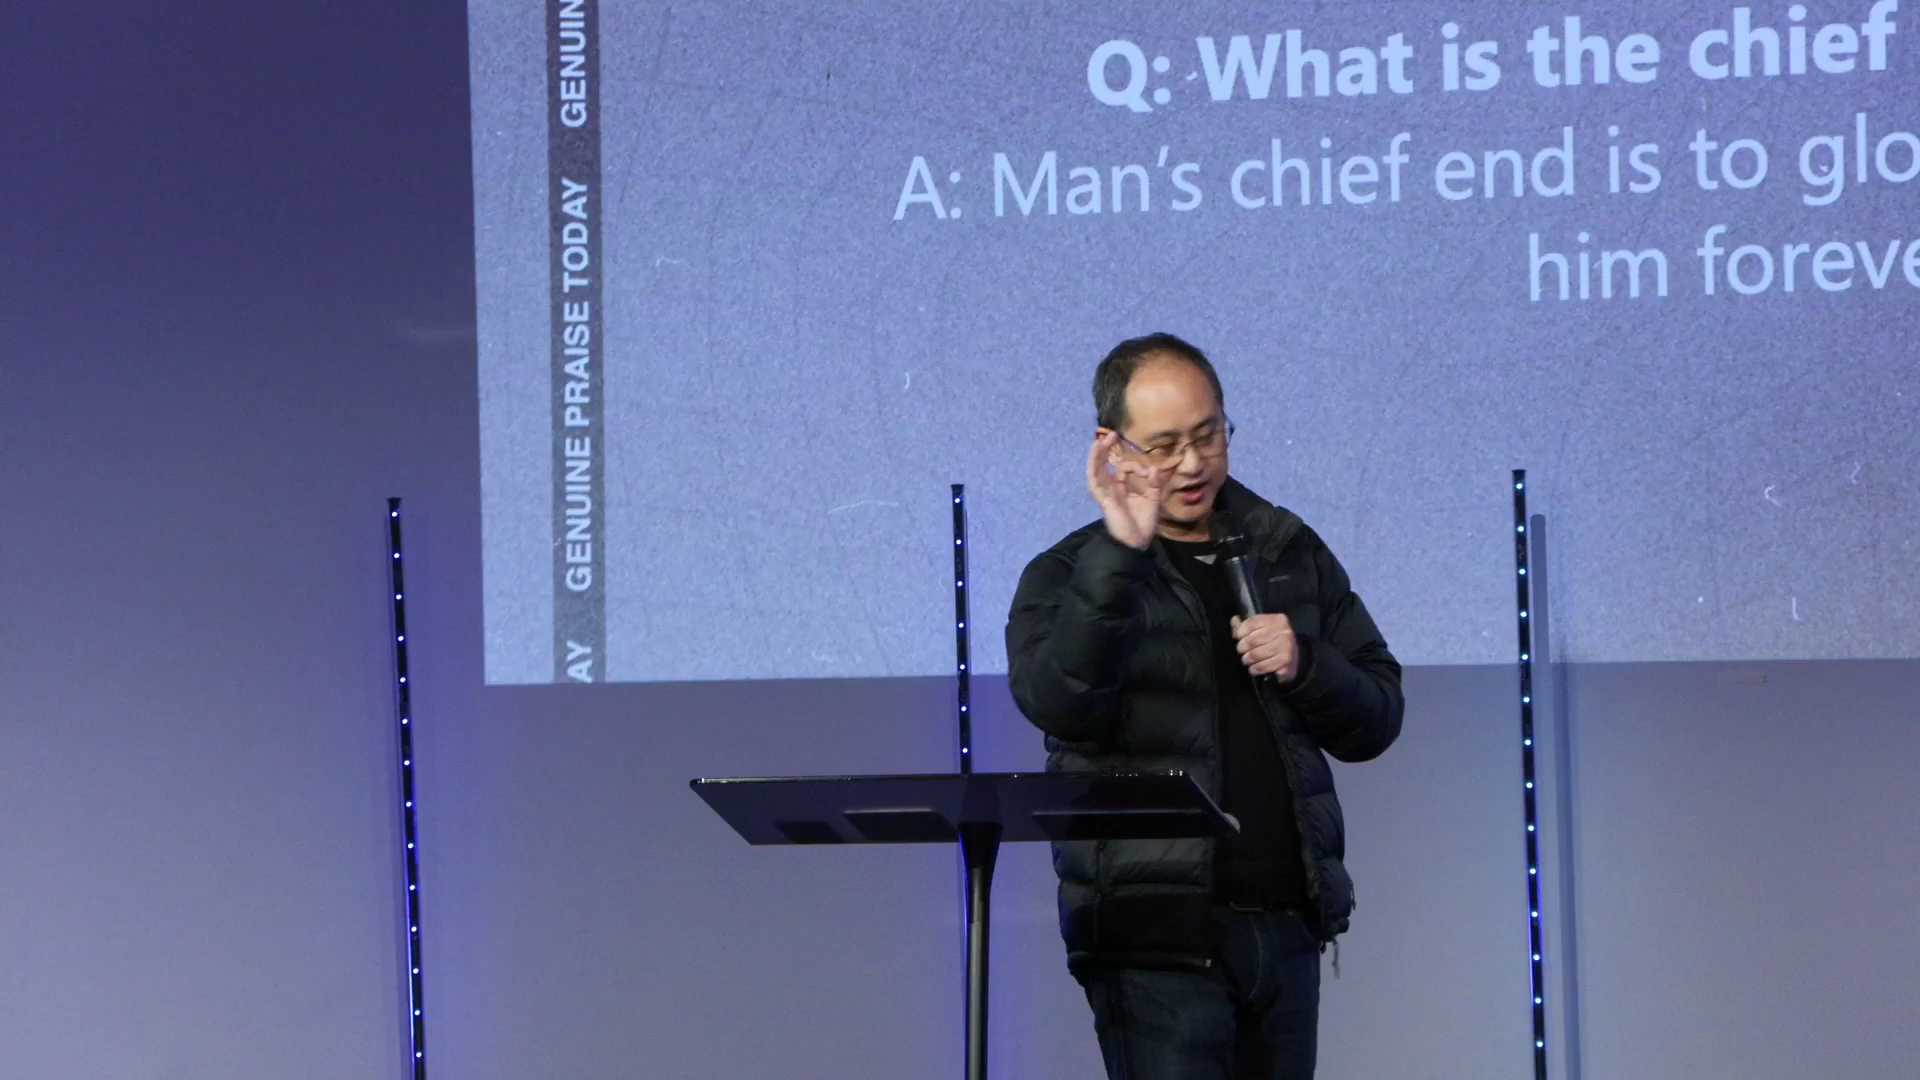 Q: What is the chief
A: Man's chief end is to glo
him foreve
GENUIN
GENUINE PRAISE TODAY
AY